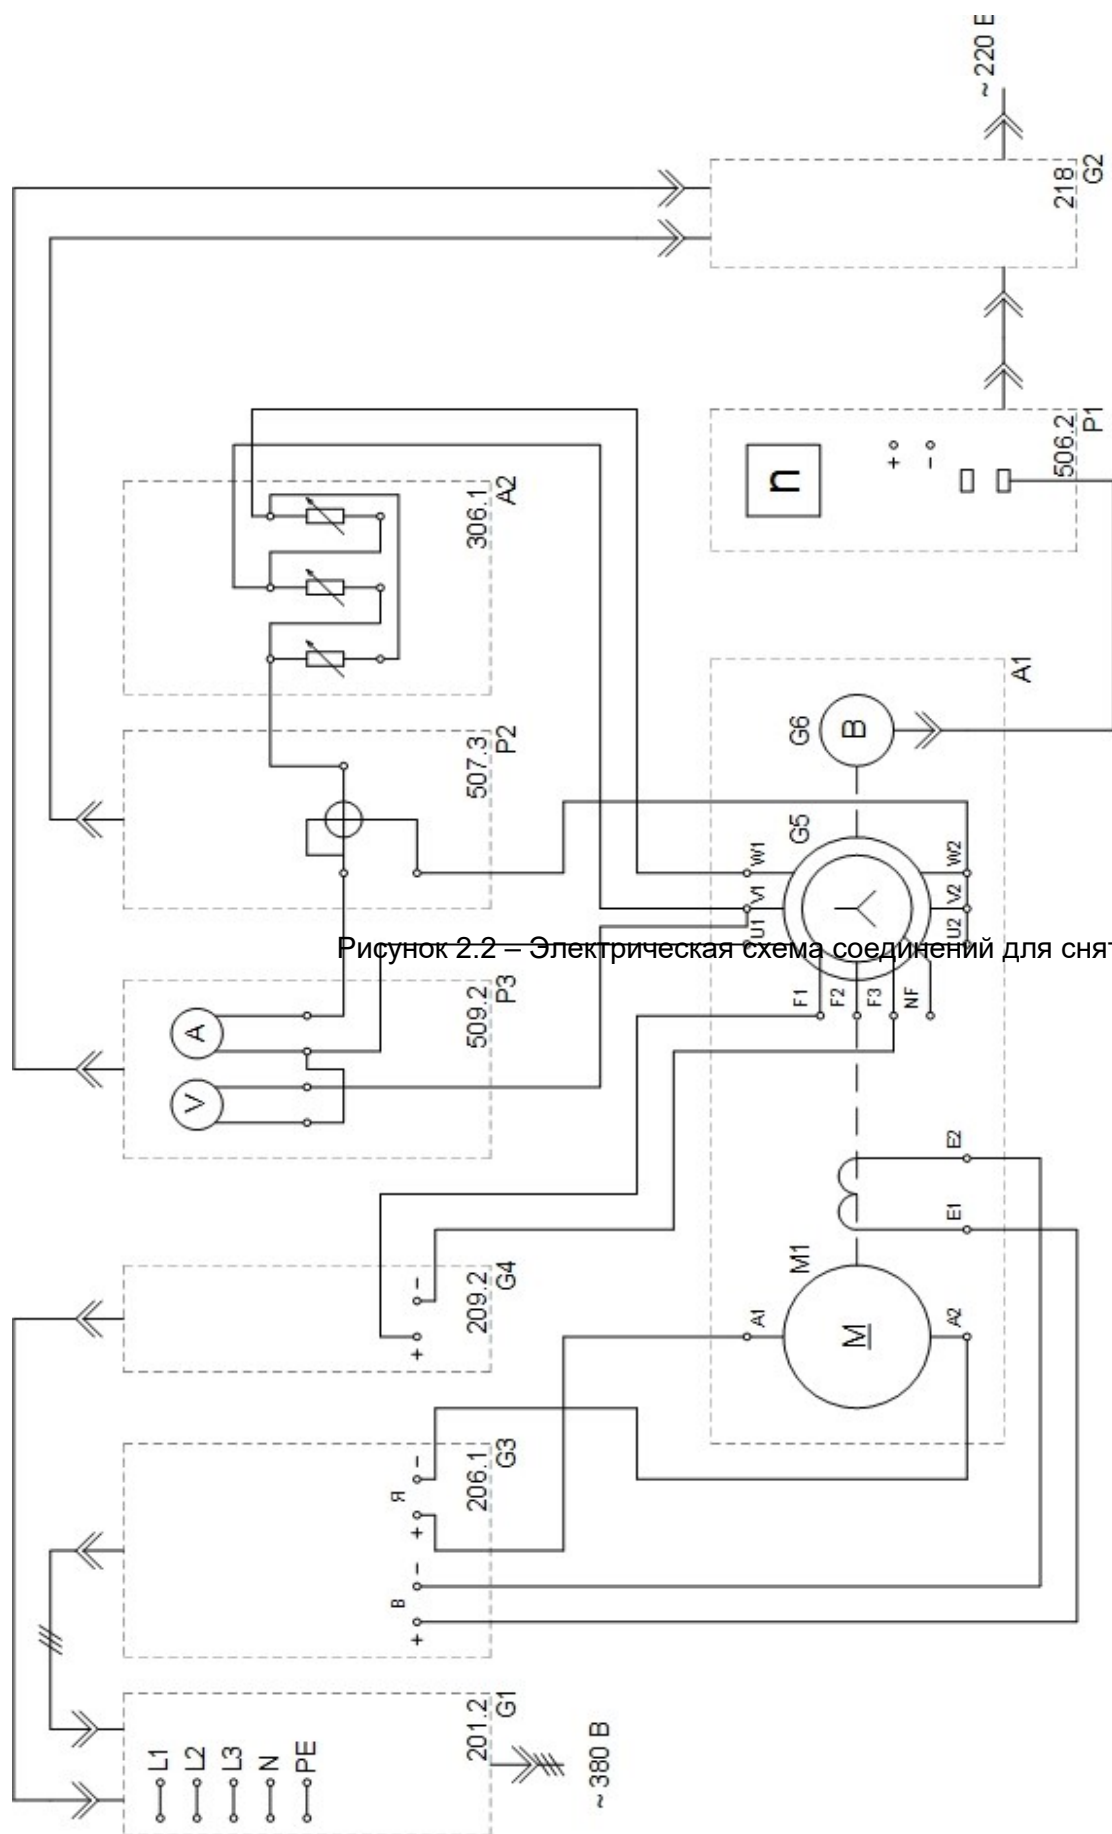 ~ 220 В
218
G2
306.1
A2
n
+
−
506.2
P1
507.3
P2
A1
G6
B
G5
W1
V1
U1
W2
V2
U2
Рисунок 2.2 – Электрическая схема соединений для снят
F1
F2
F3
NF
A
V
509.2
P3
E2
E1
209.2
G4
−
+
M1
A1
A2
M
206.1
G3
−
Я
+
−
В
+
L1
L2
L3
N
PE
201.2
G1
~ 380 В